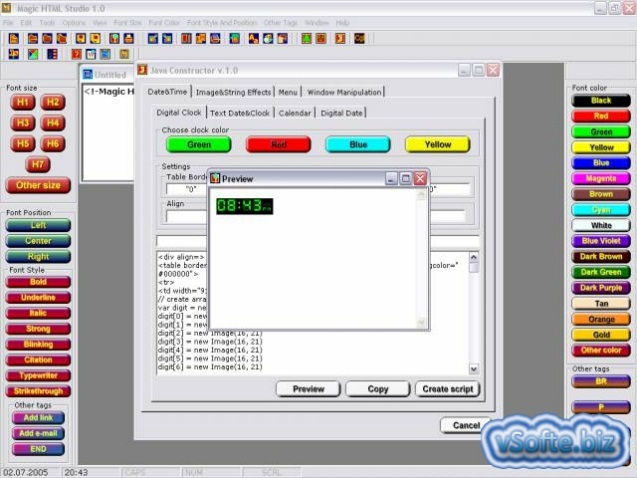 Magic HTML Studio 1.0
File Edit Tools Options View Font Size Font Color Font Style And Position Other Tags Window Help
Font size
H1 H2
H3 H4
H5 H6
H7
Other size
Font Position
Left
Center
Right
Font Style
Bold
Underline
Italic
Strong
Blinking
Citation
Typewriter
Strikethrough
Other tags
Add link
Add e-mail
END
Untitled
<!-Magic H
Java Constructor v.1.0
Date&Time Image&String Effects Menu Window Manipulation
Digital Clock Text Date&Clock Calendar Digital Date
Choose clock color
Green Red Blue Yellow
Settings
Table Bord
"0" 0"
Align
Preview
08:43
<div align=>
<table border gcolor="
#000000">
<tr>
<td width="9
// create arra
var digit = ne
digit[0] = new
digit[1] = new Image(16, 21)
digit[2] = new Image(16, 21)
digit[3] = new Image(16, 21)
digit[4] = new Image(16, 21)
digit[5] = new Image(16, 21)
digit[6] = new Image(16, 21)
Preview Copy Create script
Cancel
Font color
Black
Red
Green
Yellow
Blue
Magenta
Brown
Cyan
White
Blue Violet
Dark Brown
Dark Green
Dark Purple
Tan
Orange
Gold
Other color
Other tags
BR
P
vSofte.biz
02.07.2005 20:43 CAPS NUM SCRL